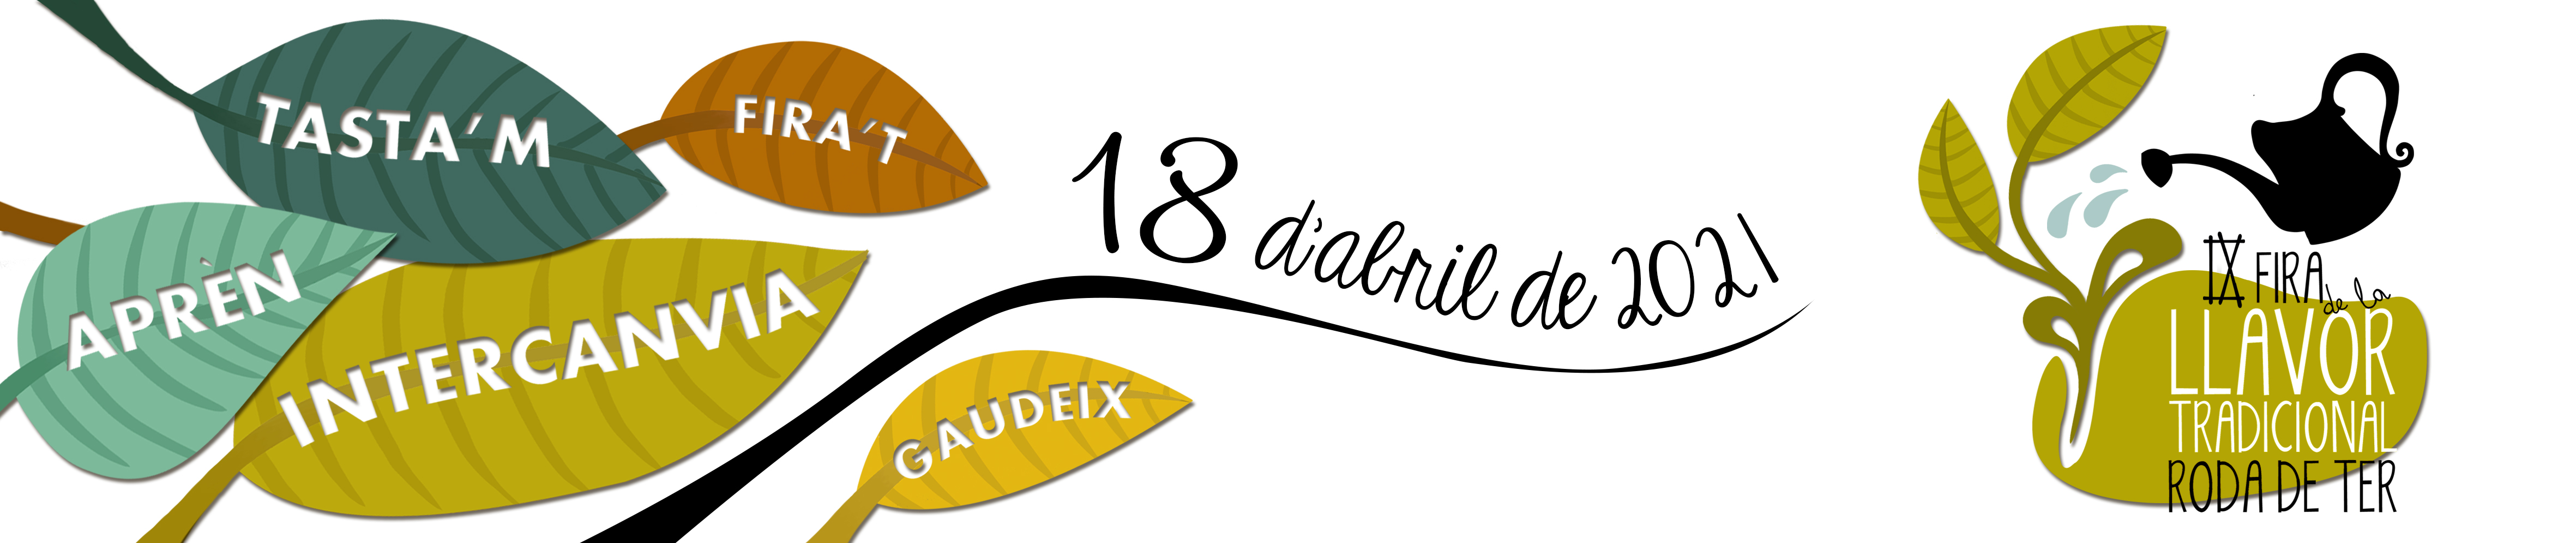 TASTA´M
FIRA´T
APRÈN
INTERCANVIA
GAUDEIX
18 d'abril de 2021
IX FIRA
de la
LLAVOR
TRADICIONAL
RODA DE TER